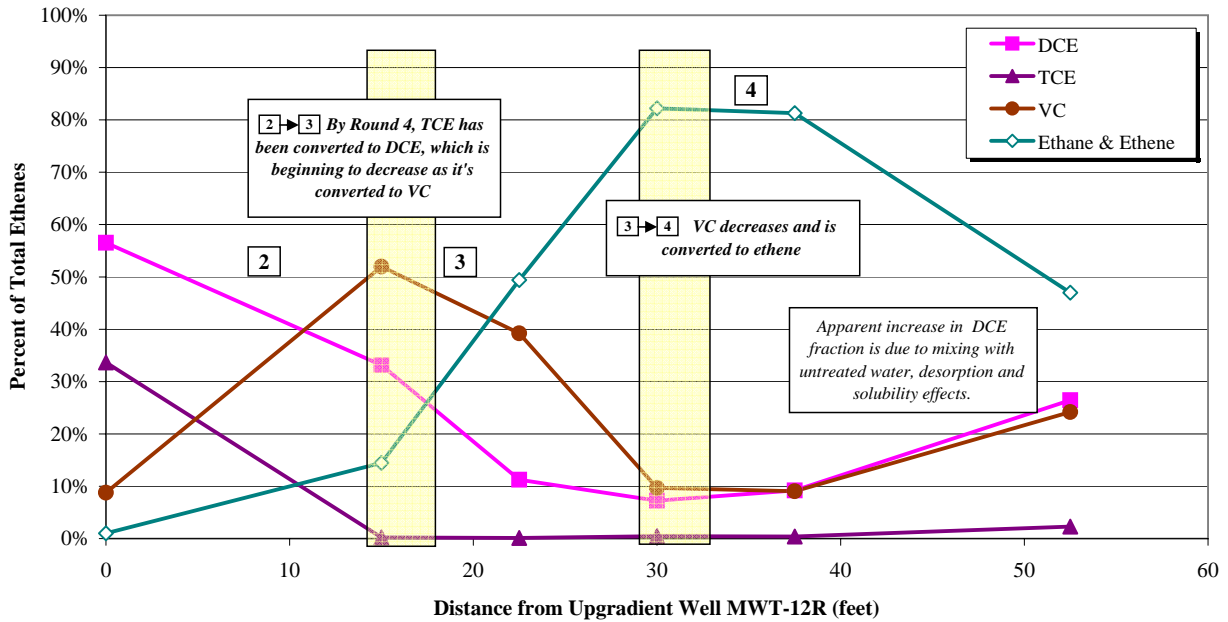 100%
90%
80%
70%
60%
50%
40%
30%
20%
10%
0%
Percent of Total Ethenes
0
10
20
30
40
50
60
Distance from Upgradient Well MWT-12R (feet)
DCE
TCE
VC
Ethane & Ethene
2 3 By Round 4, TCE has
been converted to DCE, which is
beginning to decrease as it's
converted to VC
2
3
4
3 4 VC decreases and is
converted to ethene
Apparent increase in DCE
fraction is due to mixing with
untreated water, desorption and
solubility effects.